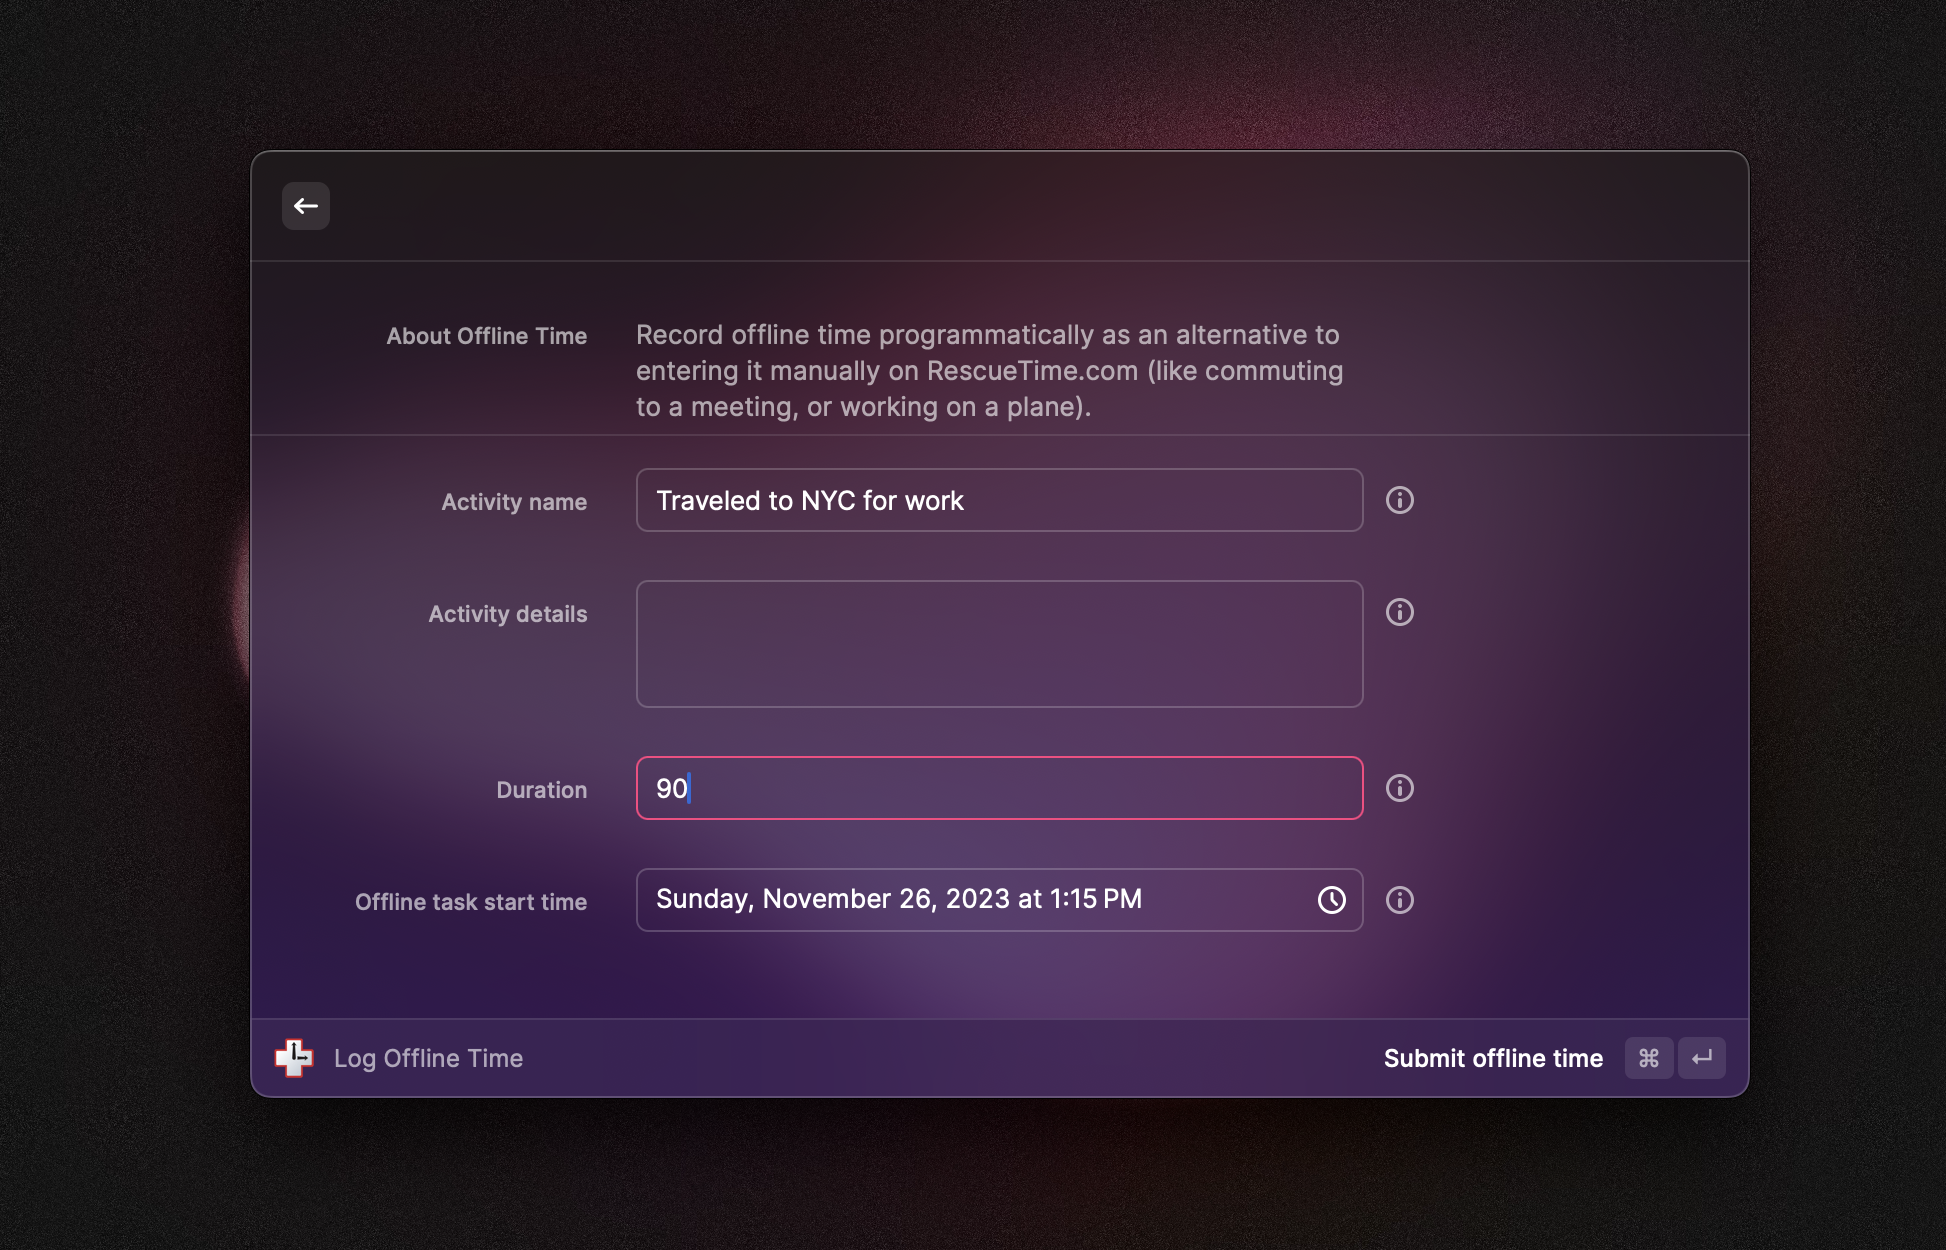 About Offline Time
Record offline time programmatically as an alternative to
entering it manually on RescueTime.com (like commuting
to a meeting, or working on a plane).
Activity name
Traveled to NYC for work
Activity details
Duration
90
Offline task start time
Sunday, November 26, 2023 at 1:15 PM
Log Offline Time
Submit offline time ⌘ ↵